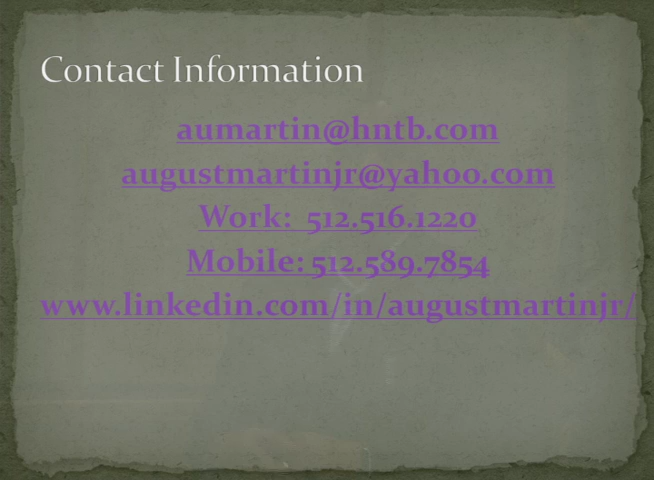 Contact Information
aumartin@hntb.com
augustmartinjr@yahoo.com
Work:  512.516.1220
Mobile: 512.589.7854
www.linkedin.com/in/augustmartinjr/